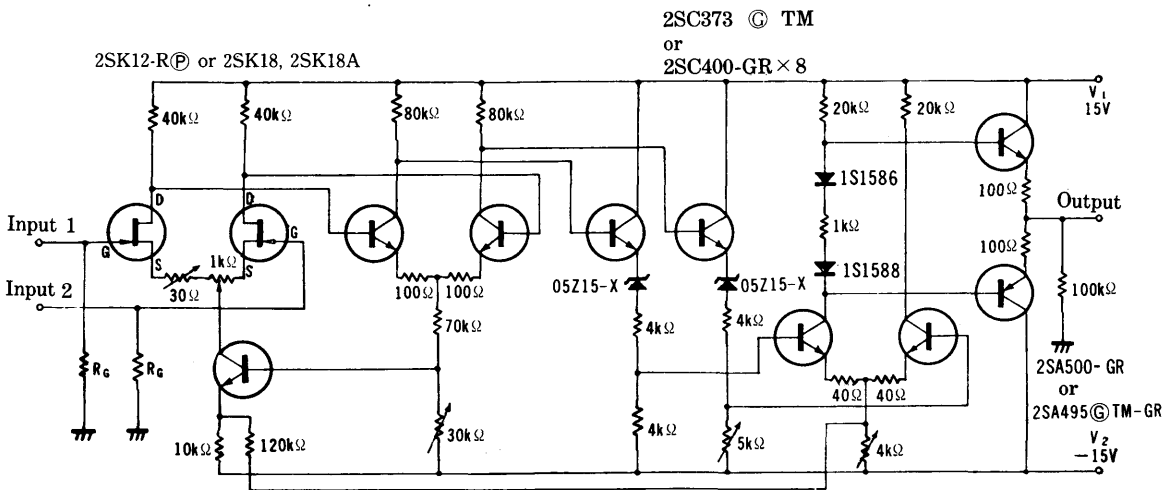 2SC373 Ⓖ TM
or
2SC400-GR×8
2SK12-RⓅ or 2SK18, 2SK18A
40kΩ
40kΩ
80kΩ
80kΩ
20kΩ
20kΩ
V1
15V
1S1586
100Ω
Output
1kΩ
100Ω
1S1588
100kΩ
Input 1
Input 2
D
G
S
D
G
S
1kΩ
30Ω
100Ω
100Ω
70kΩ
05Z15-X
05Z15-X
4kΩ
4kΩ
40Ω
40Ω
2SA500-GR
or
2SA495ⒼTM-GR
RG
RG
10kΩ
120kΩ
30kΩ
4kΩ
5kΩ
4kΩ
V2
-15V